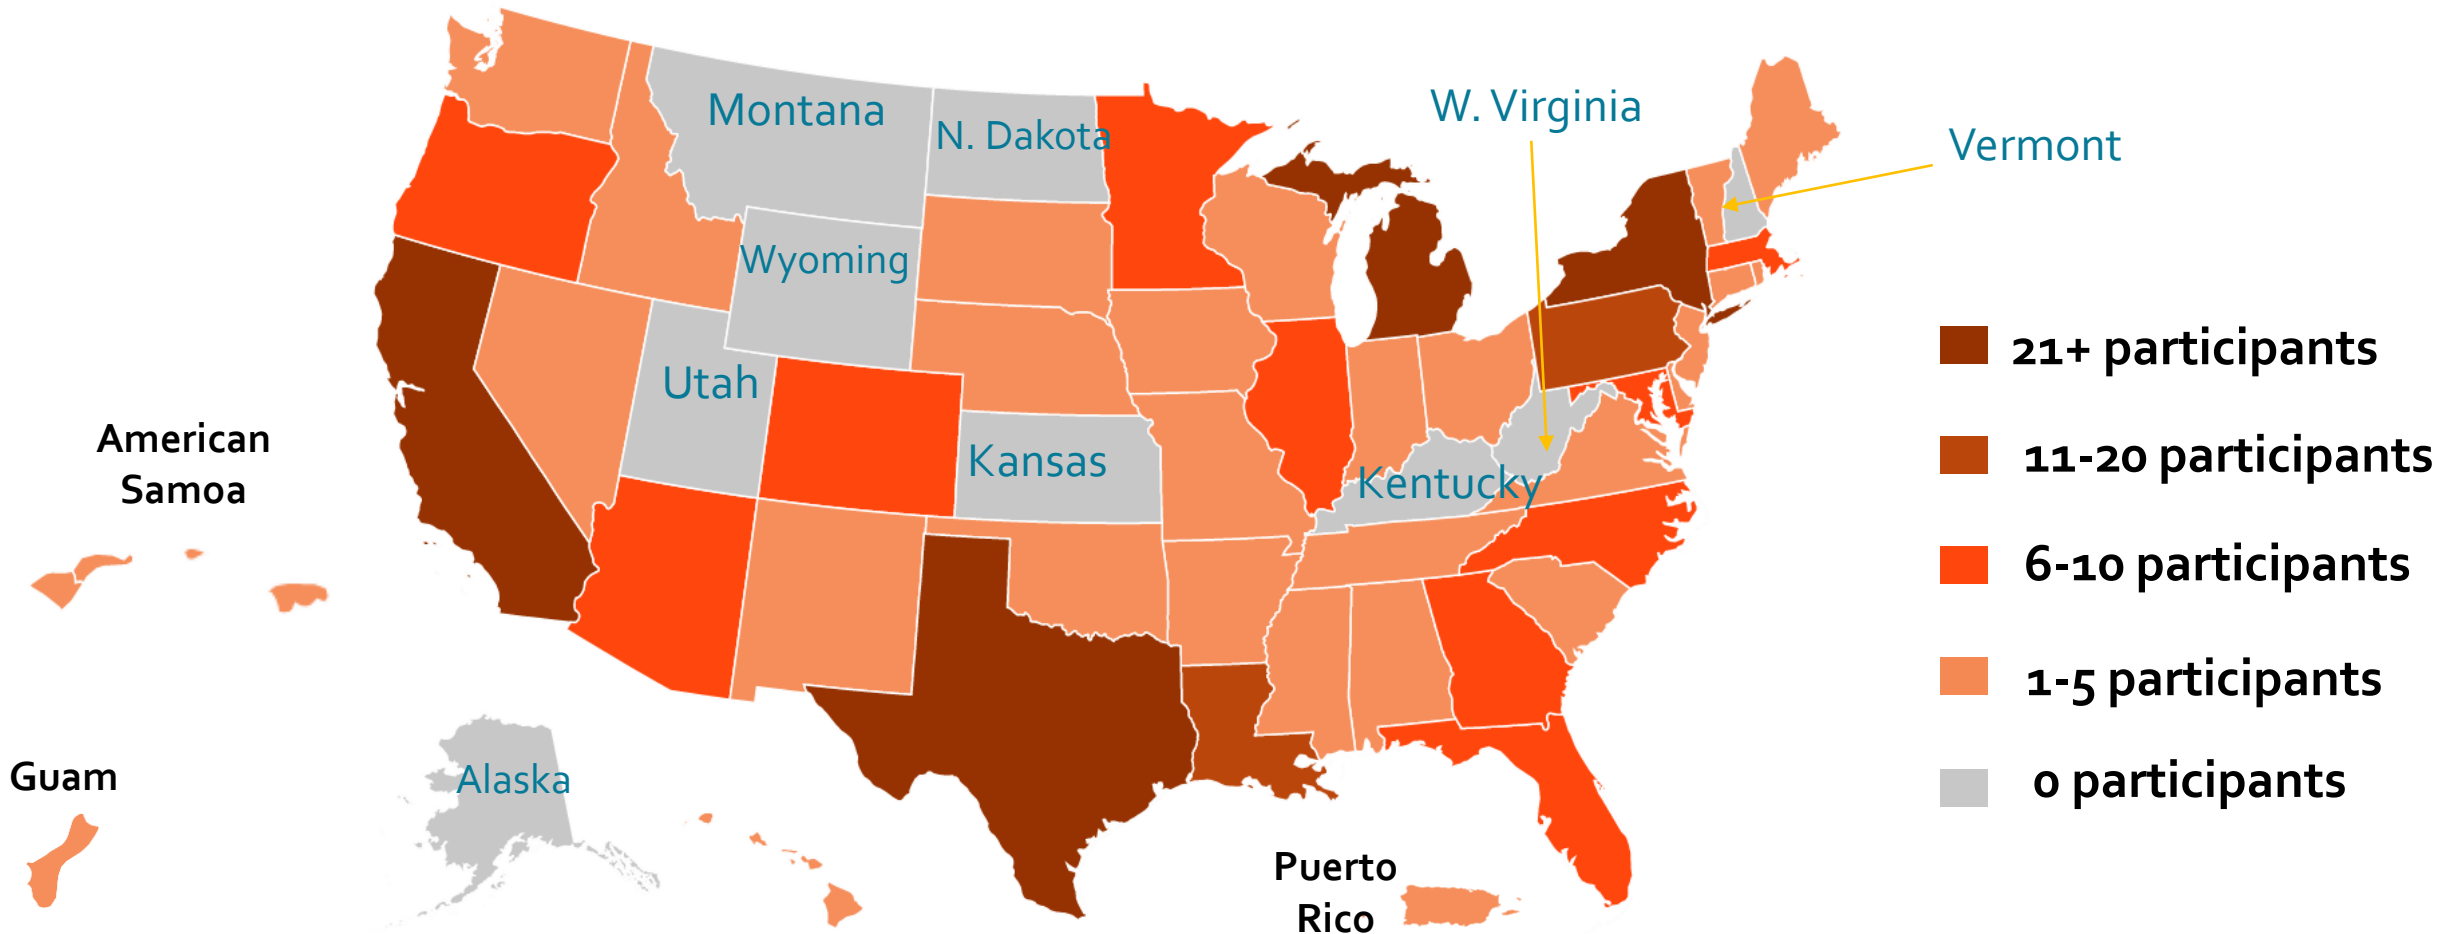 Montana
N. Dakota
W. Virginia
Vermont
Wyoming
Utah
Kansas
Kentucky
American
Samoa
Guam
Alaska
Puerto
Rico
21+ participants
11-20 participants
6-10 participants
1-5 participants
0 participants